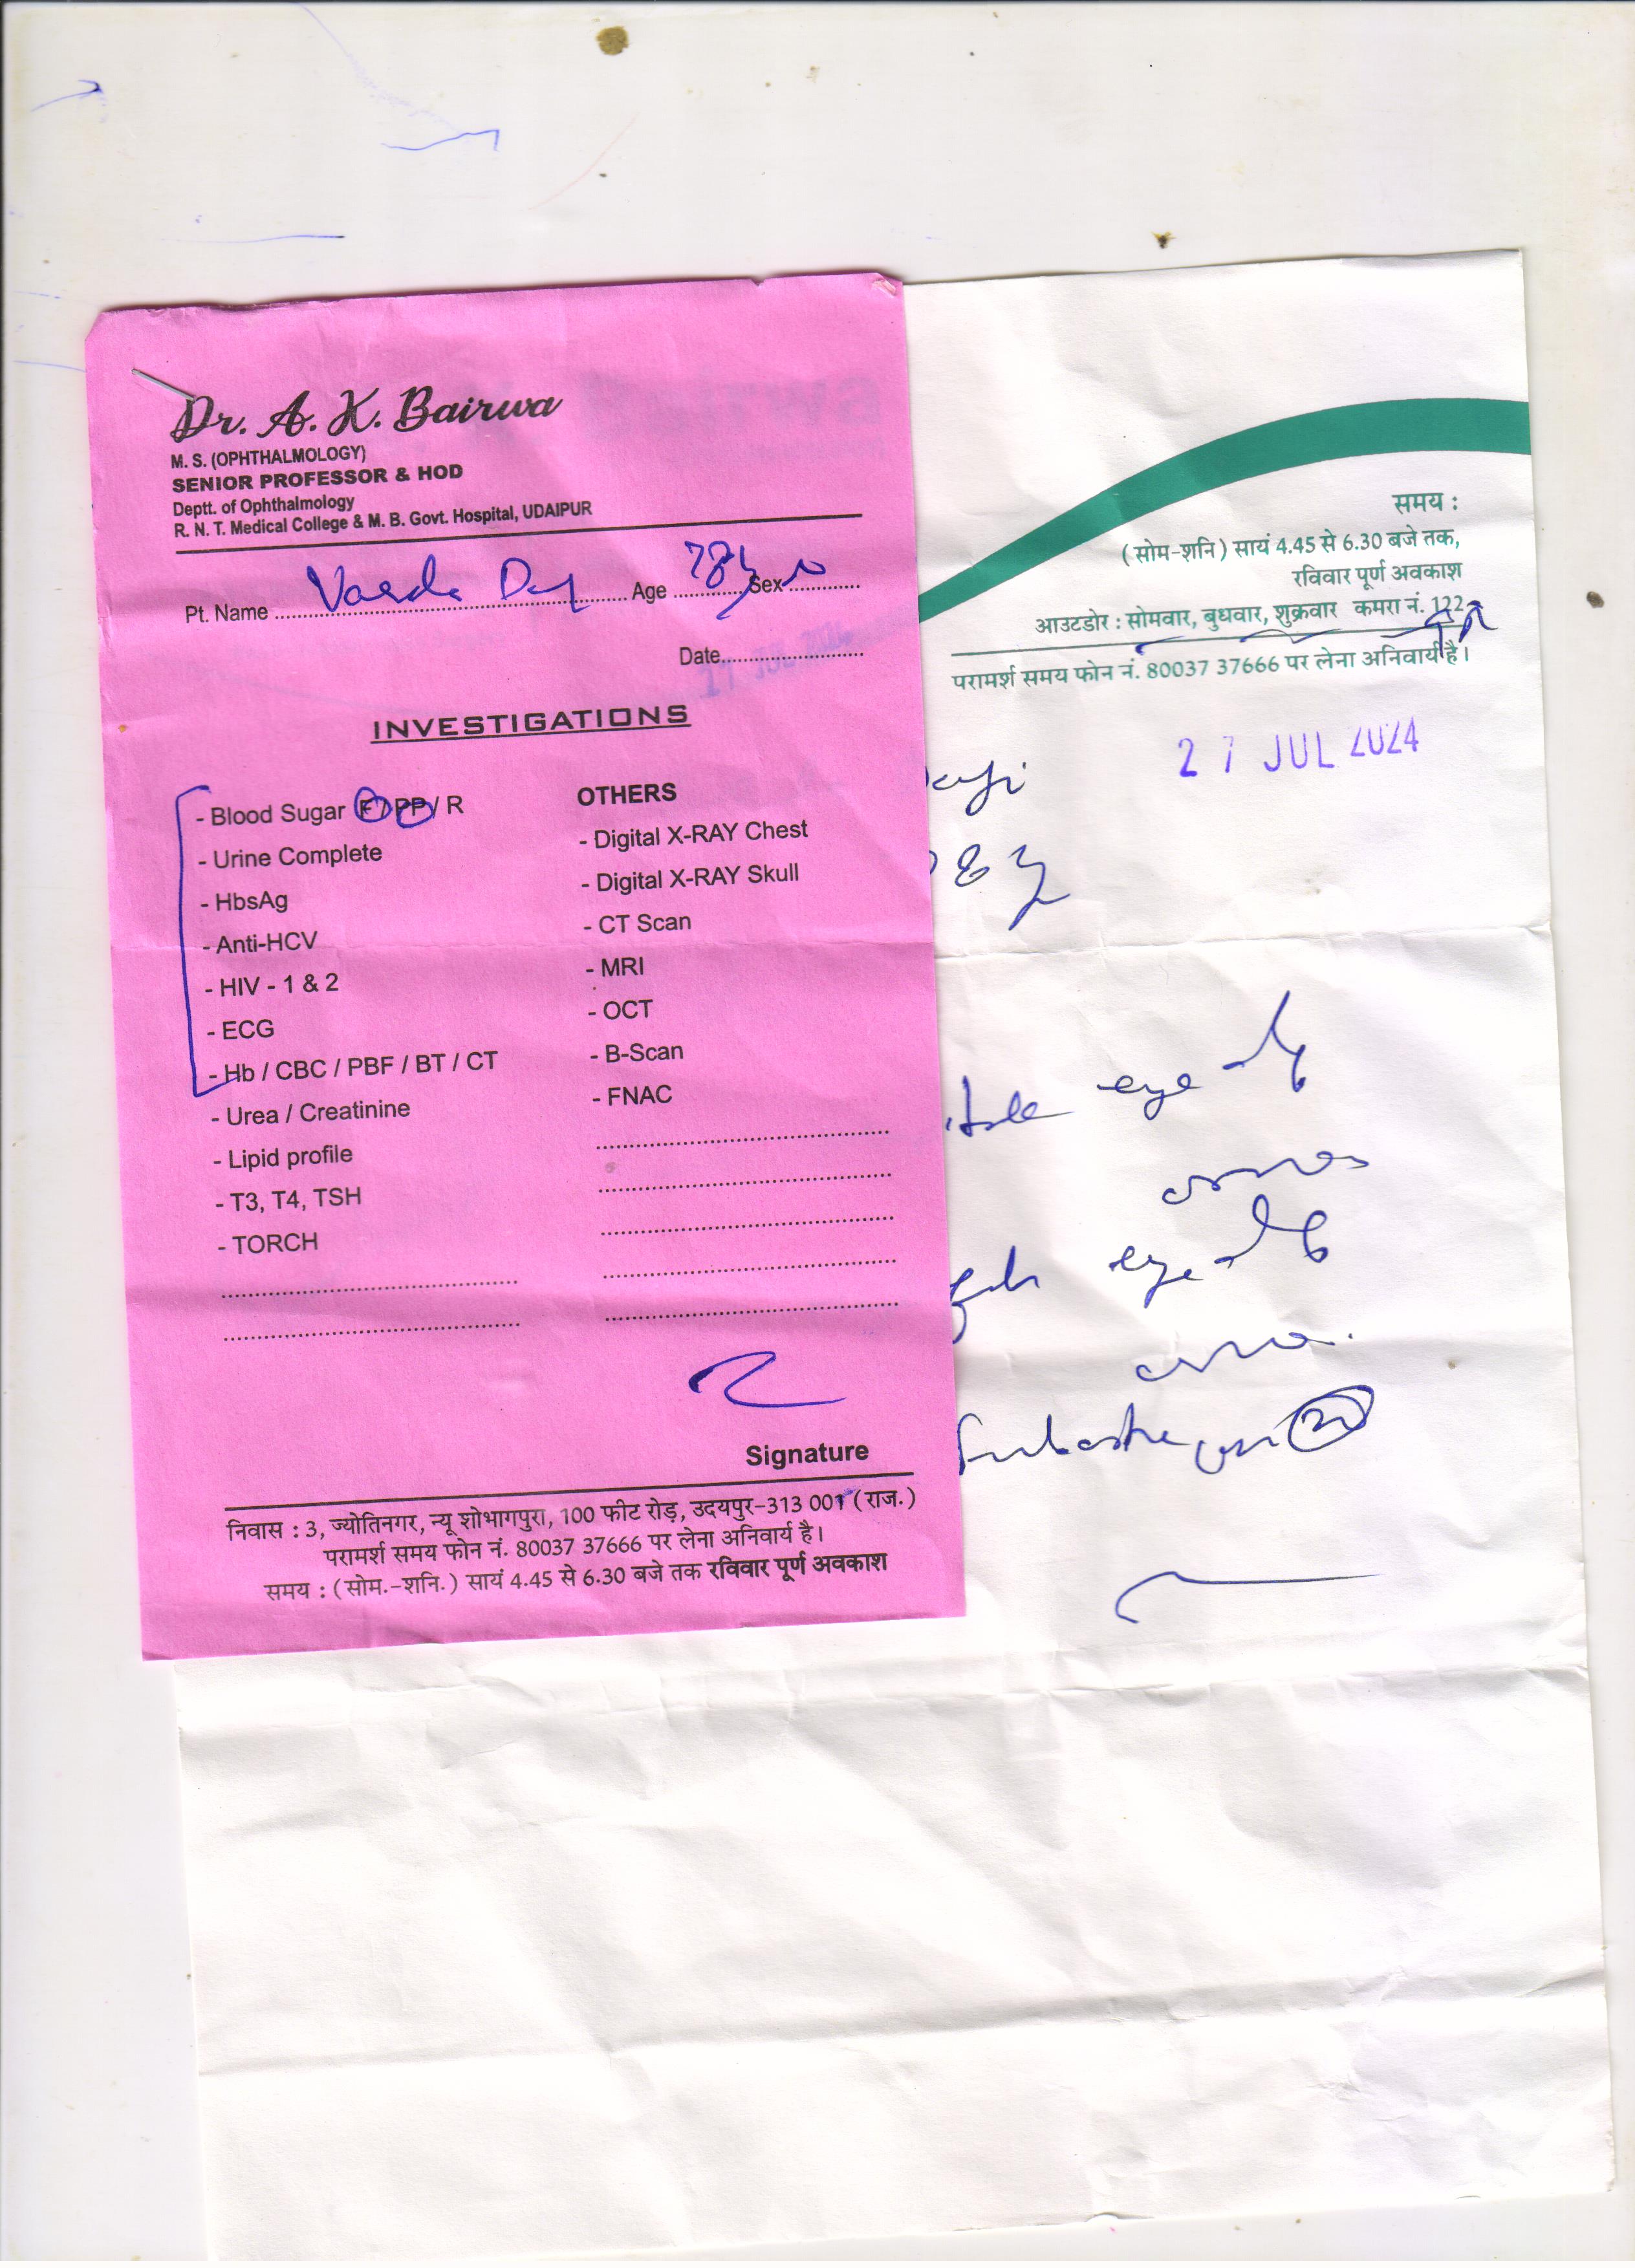 Dr. A. K. Bairwa
M. S. (OPHTHALMOLOGY)
SENIOR PROFESSOR & HOD
Deptt. of Ophthalmology
R. N. T. Medical College & M. B. Govt. Hospital, UDAIPUR
Pt. Name Age 78y Sex
Date 27 JUL 2024
INVESTIGATIONS
- Blood Sugar F / PP / R
- Urine Complete
- HbsAg
- Anti-HCV
- HIV - 1 & 2
- ECG
- Hb / CBC / PBF / BT / CT
- Urea / Creatinine
- Lipid profile
- T3, T4, TSH
- TORCH
OTHERS
- Digital X-RAY Chest
- Digital X-RAY Skull
- CT Scan
- MRI
- OCT
- B-Scan
- FNAC
Signature
निवास : 3, ज्योतिनगर, न्यू शोभागपुरा, 100 फीट रोड़, उदयपुर-313 001 (राज.)
परामर्श समय फोन नं. 80037 37666 पर लेना अनिवार्य है।
समय : (सोम.-शनि.) सायं 4.45 से 6.30 बजे तक रविवार पूर्ण अवकाश
समय :
(सोम-शनि) सायं 4.45 से 6.30 बजे तक,
रविवार पूर्ण अवकाश
आउटडोर : सोमवार, बुधवार, शुक्रवार कमरा नं. 122
परामर्श समय फोन नं. 80037 37666 पर लेना अनिवार्य है।
27 JUL 2024
eye
eye